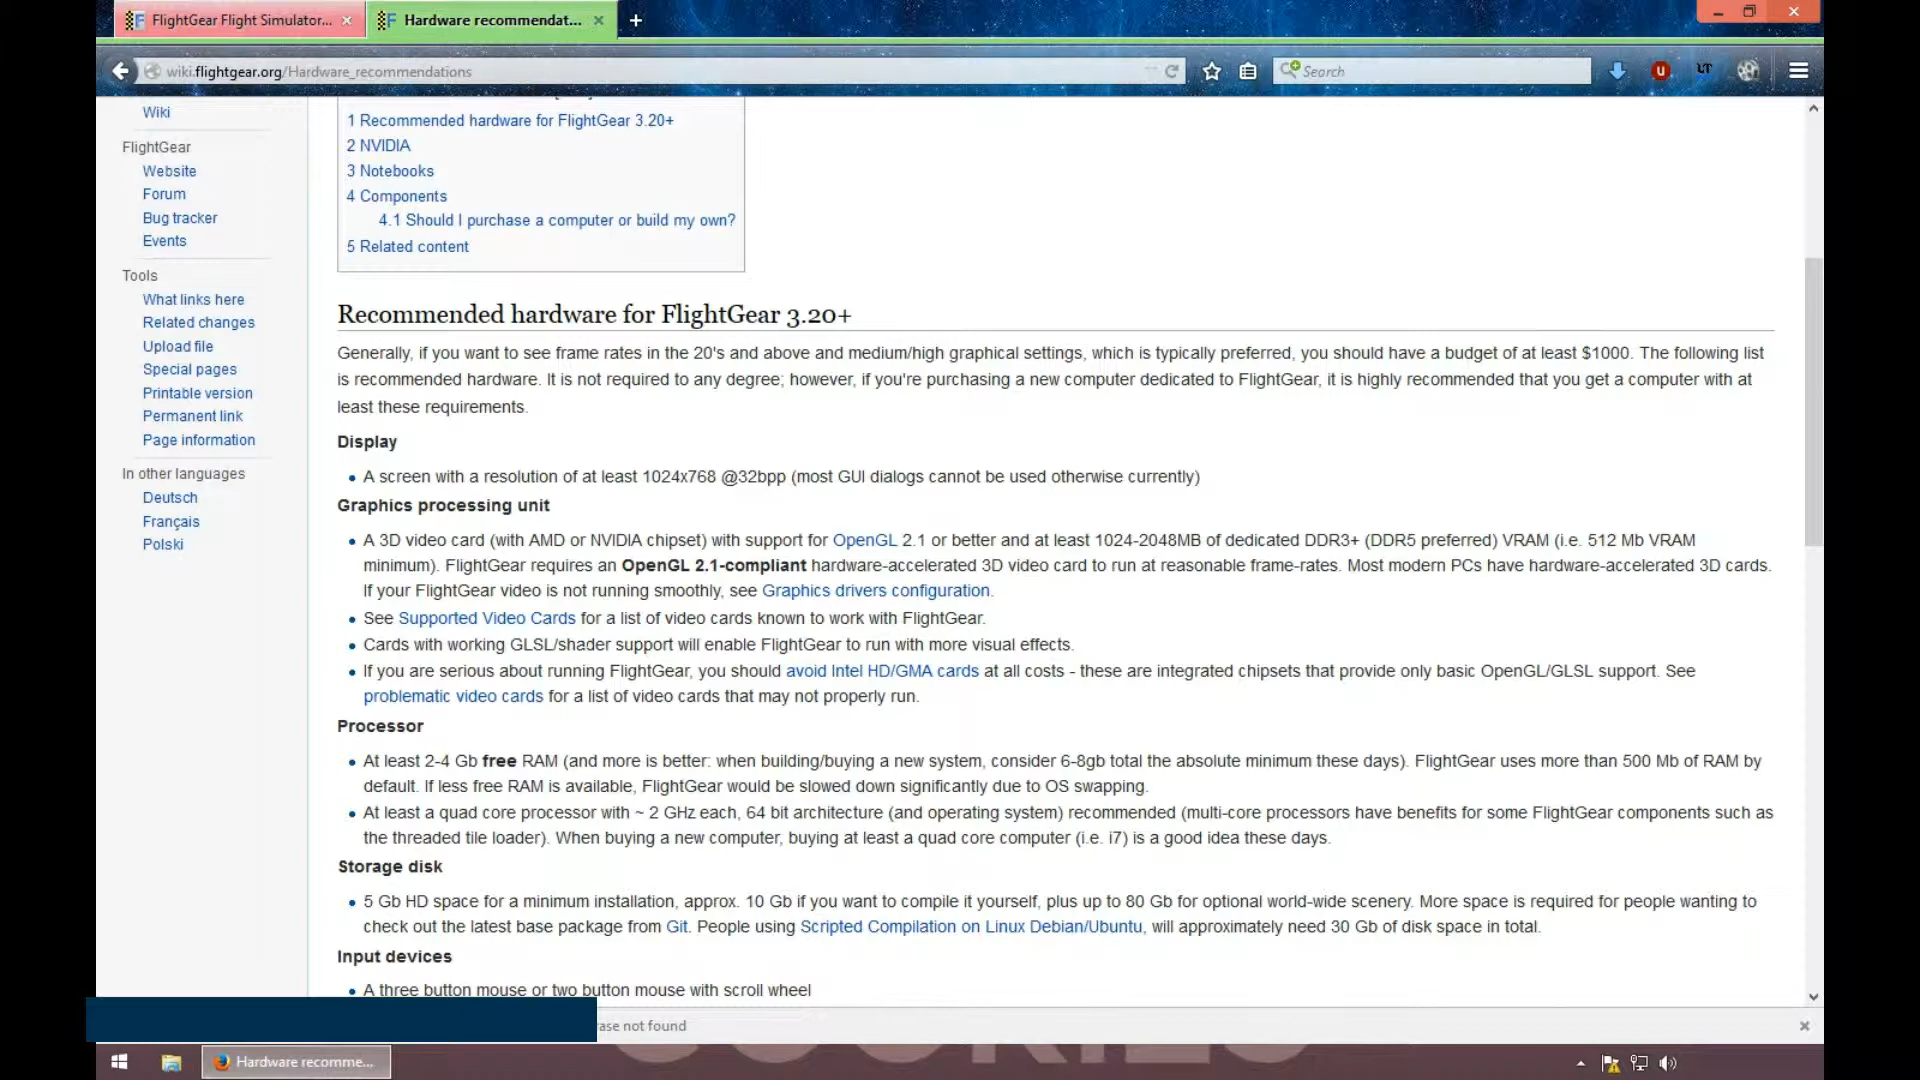 FlightGear Flight Simulator...
Hardware recommendat...
wiki.flightgear.org/Hardware_recommendations
Search
Wiki
FlightGear
Website
Forum
Bug tracker
Events
Tools
What links here
Related changes
Upload file
Special pages
Printable version
Permanent link
Page information
In other languages
Deutsch
Français
Polski
1 Recommended hardware for FlightGear 3.20+
2 NVIDIA
3 Notebooks
4 Components
4.1 Should I purchase a computer or build my own?
5 Related content
Recommended hardware for FlightGear 3.20+
Generally, if you want to see frame rates in the 20's and above and medium/high graphical settings, which is typically preferred, you should have a budget of at least $1000. The following list
is recommended hardware. It is not required to any degree; however, if you're purchasing a new computer dedicated to FlightGear, it is highly recommended that you get a computer with at
least these requirements.
Display
• A screen with a resolution of at least 1024x768 @32bpp (most GUI dialogs cannot be used otherwise currently)
Graphics processing unit
• A 3D video card (with AMD or NVIDIA chipset) with support for OpenGL 2.1 or better and at least 1024-2048MB of dedicated DDR3+ (DDR5 preferred) VRAM (i.e. 512 Mb VRAM
minimum). FlightGear requires an OpenGL 2.1-compliant hardware-accelerated 3D video card to run at reasonable frame-rates. Most modern PCs have hardware-accelerated 3D cards.
If your FlightGear video is not running smoothly, see Graphics drivers configuration.
• See Supported Video Cards for a list of video cards known to work with FlightGear.
• Cards with working GLSL/shader support will enable FlightGear to run with more visual effects.
• If you are serious about running FlightGear, you should avoid Intel HD/GMA cards at all costs - these are integrated chipsets that provide only basic OpenGL/GLSL support. See
problematic video cards for a list of video cards that may not properly run.
Processor
• At least 2-4 Gb free RAM (and more is better: when building/buying a new system, consider 6-8gb total the absolute minimum these days). FlightGear uses more than 500 Mb of RAM by
default. If less free RAM is available, FlightGear would be slowed down significantly due to OS swapping.
• At least a quad core processor with ~ 2 GHz each, 64 bit architecture (and operating system) recommended (multi-core processors have benefits for some FlightGear components such as
the threaded tile loader). When buying a new computer, buying at least a quad core computer (i.e. i7) is a good idea these days.
Storage disk
• 5 Gb HD space for a minimum installation, approx. 10 Gb if you want to compile it yourself, plus up to 80 Gb for optional world-wide scenery. More space is required for people wanting to
check out the latest base package from Git. People using Scripted Compilation on Linux Debian/Ubuntu, will approximately need 30 Gb of disk space in total.
Input devices
• A three button mouse or two button mouse with scroll wheel
rase not found
Hardware recomme...